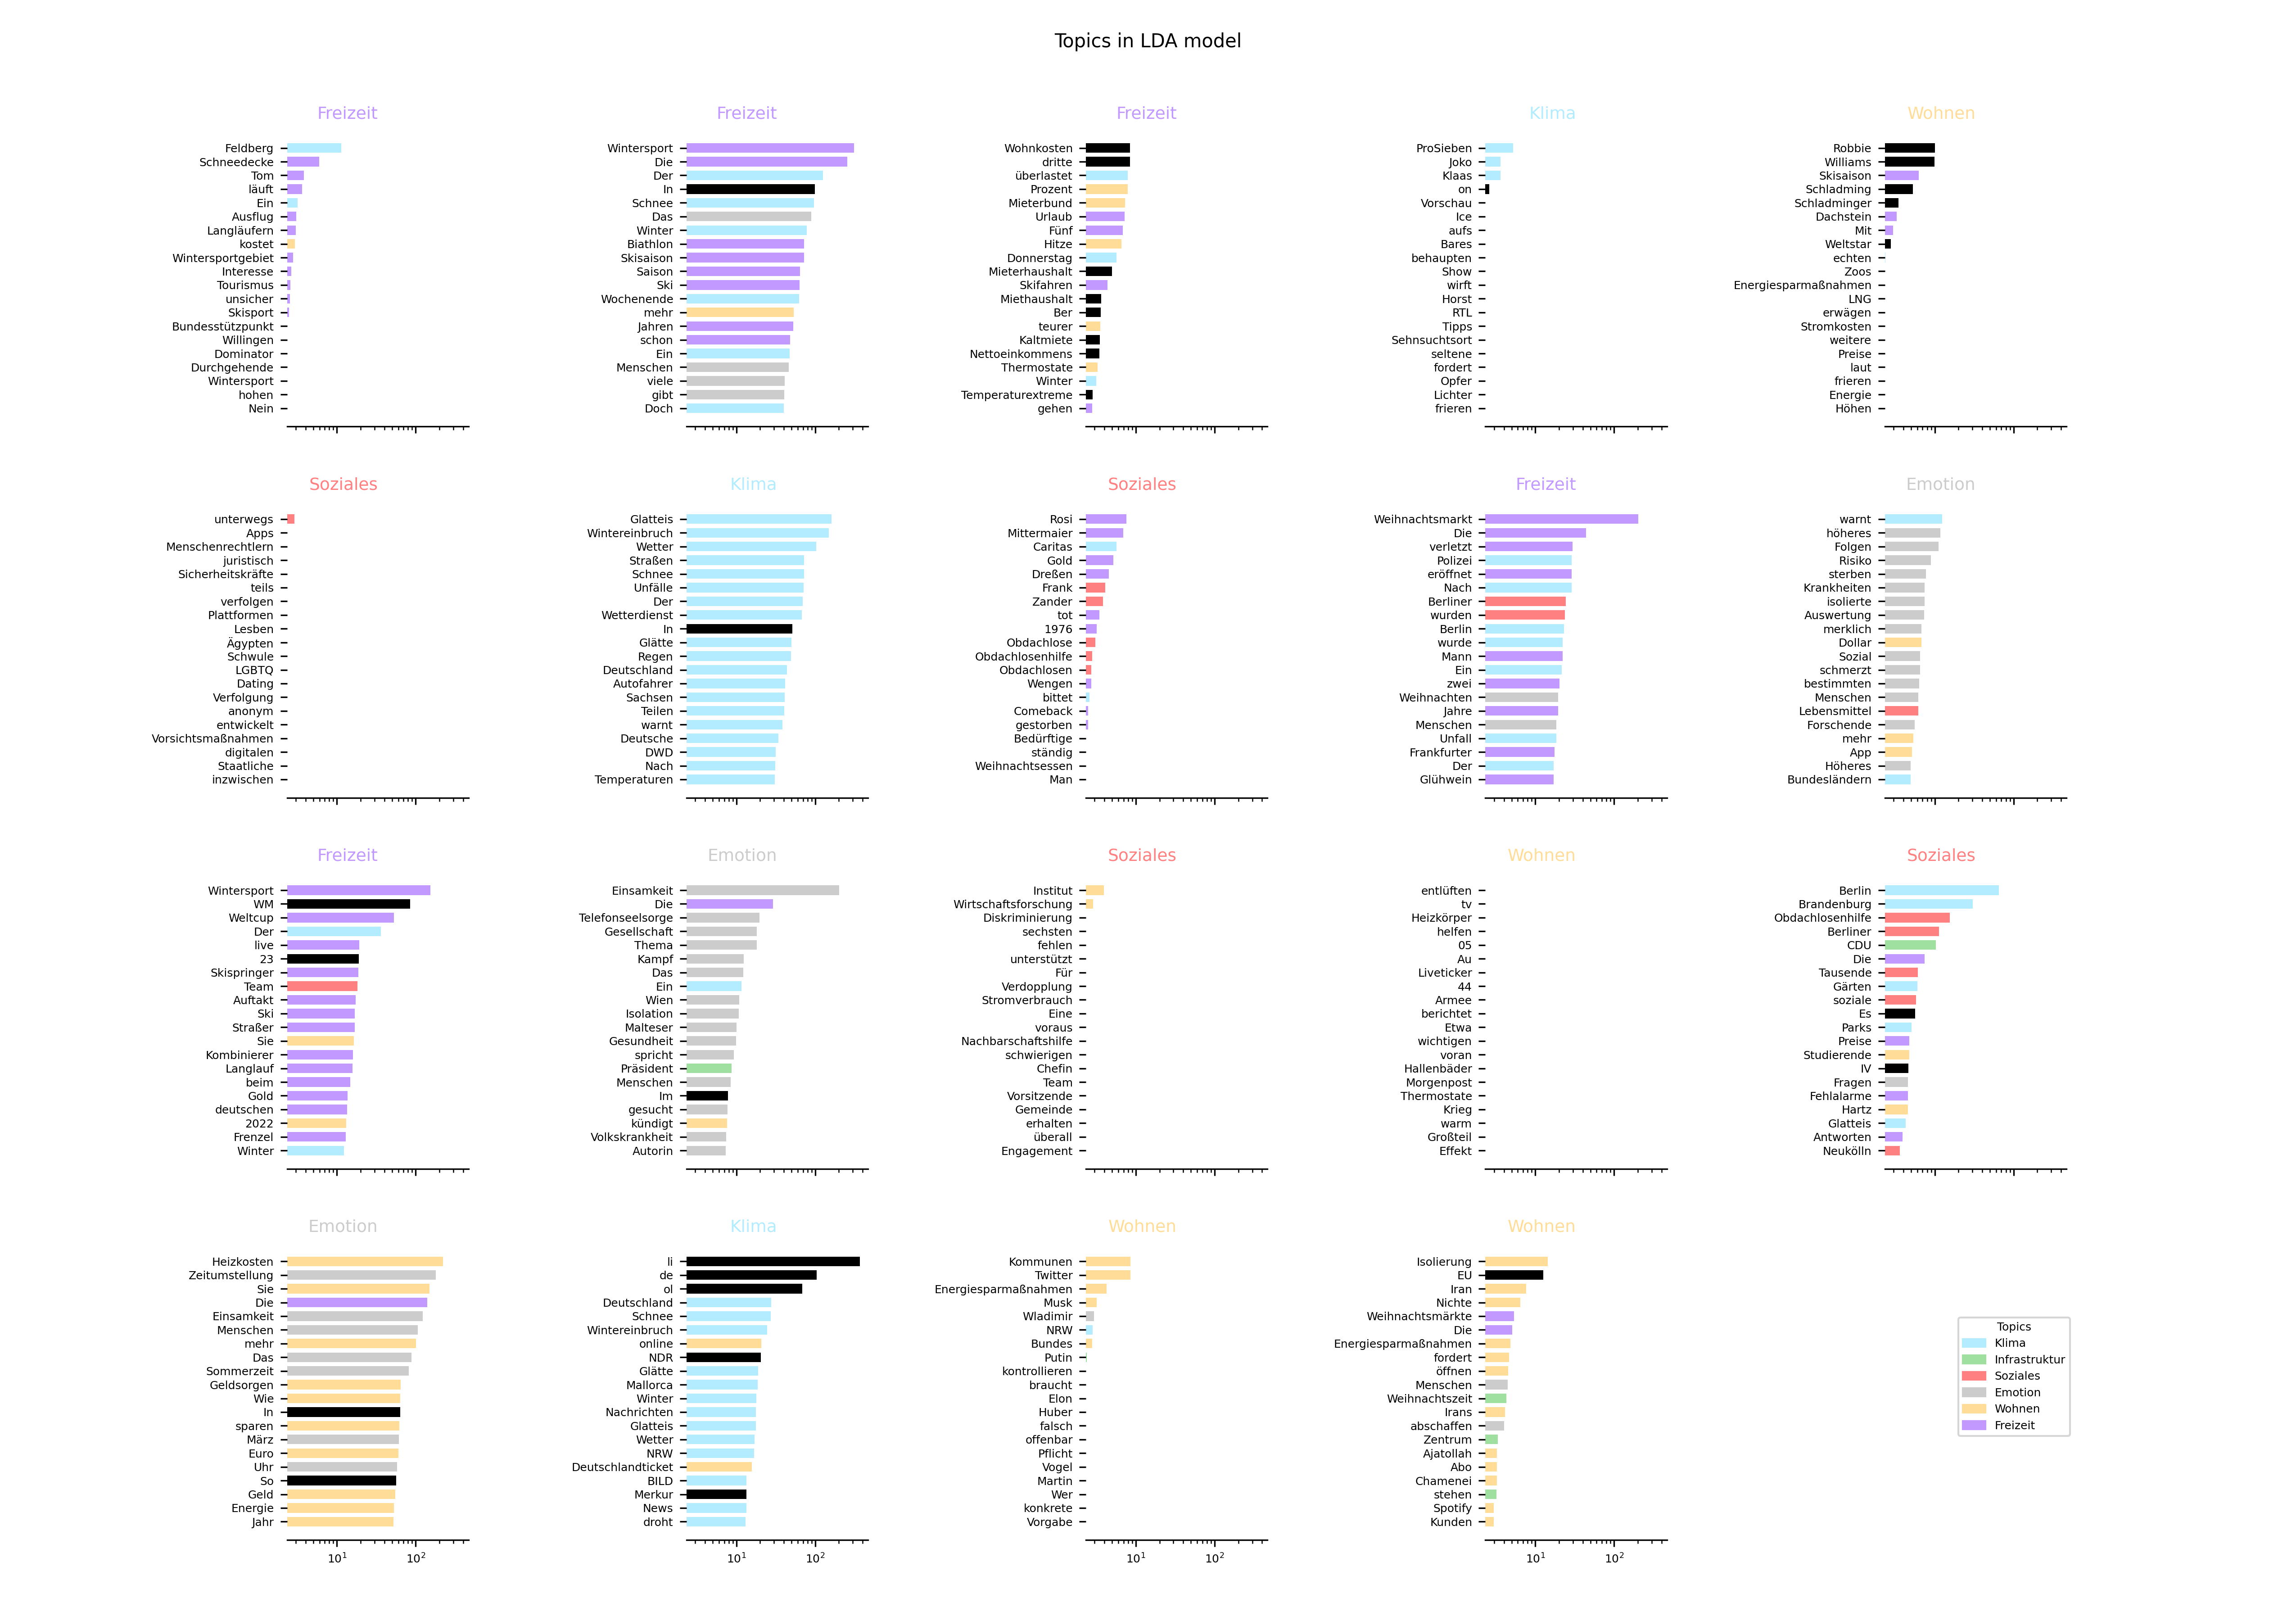 Topics in LDA model
Freizeit
Feldberg
Schneedecke
Tom
läuft
Ein
Ausflug
Langläufern
kostet
Wintersportgebiet
Interesse
Tourismus
unsicher
Skisport
Bundesstützpunkt
Willingen
Dominator
Durchgehende
Wintersport
hohen
Nein
Freizeit
Wintersport
Die
Der
In
Schnee
Das
Winter
Biathlon
Skisaison
Saison
Ski
Wochenende
mehr
Jahren
schon
Ein
Menschen
viele
gibt
Doch
Freizeit
Wohnkosten
dritte
überlastet
Prozent
Mieterbund
Urlaub
Fünf
Hitze
Donnerstag
Mieterhaushalt
Skifahren
Miethaushalt
Ber
teurer
Kaltmiete
Nettoeinkommens
Thermostate
Winter
Temperaturextreme
gehen
Klima
ProSieben
Joko
Klaas
on
Vorschau
Ice
aufs
Bares
behaupten
Show
wirft
Horst
RTL
Tipps
Sehnsuchtsort
seltene
fordert
Opfer
Lichter
frieren
Wohnen
Robbie
Williams
Skisaison
Schladming
Schladminger
Dachstein
Mit
Weltstar
echten
Zoos
Energiesparmaßnahmen
LNG
erwägen
Stromkosten
weitere
Preise
laut
frieren
Energie
Höhen
Soziales
unterwegs
Apps
Menschenrechtlern
juristisch
Sicherheitskräfte
teils
verfolgen
Plattformen
Lesben
Ägypten
Schwule
LGBTQ
Dating
Verfolgung
anonym
entwickelt
Vorsichtsmaßnahmen
digitalen
Staatliche
inzwischen
Klima
Glatteis
Wintereinbruch
Wetter
Straßen
Schnee
Unfälle
Der
Wetterdienst
In
Glätte
Regen
Deutschland
Autofahrer
Sachsen
Teilen
warnt
Deutsche
DWD
Nach
Temperaturen
Soziales
Rosi
Mittermaier
Caritas
Gold
Dreßen
Frank
Zander
tot
1976
Obdachlose
Obdachlosenhilfe
Obdachlosen
Wengen
bittet
Comeback
gestorben
Bedürftige
ständig
Weihnachtsessen
Man
Freizeit
Weihnachtsmarkt
Die
verletzt
Polizei
eröffnet
Nach
Berliner
wurden
Berlin
wurde
Mann
Ein
zwei
Weihnachten
Jahre
Menschen
Unfall
Frankfurter
Der
Glühwein
Emotion
warnt
höheres
Folgen
Risiko
sterben
Krankheiten
isolierte
Auswertung
merklich
Dollar
Sozial
schmerzt
bestimmten
Menschen
Lebensmittel
Forschende
mehr
App
Höheres
Bundesländern
Freizeit
Wintersport
WM
Weltcup
Der
live
23
Skispringer
Team
Auftakt
Ski
Straßer
Sie
Kombinierer
Langlauf
beim
Gold
deutschen
2022
Frenzel
Winter
Emotion
Einsamkeit
Die
Telefonseelsorge
Gesellschaft
Thema
Kampf
Das
Ein
Wien
Isolation
Malteser
Gesundheit
spricht
Präsident
Menschen
Im
gesucht
kündigt
Volkskrankheit
Autorin
Soziales
Institut
Wirtschaftsforschung
Diskriminierung
sechsten
fehlen
unterstützt
Für
Verdopplung
Stromverbrauch
Eine
voraus
Nachbarschaftshilfe
schwierigen
Chefin
Team
Vorsitzende
Gemeinde
erhalten
überall
Engagement
Wohnen
entlüften
tv
Heizkörper
helfen
05
Au
Liveticker
44
Armee
berichtet
Etwa
wichtigen
voran
Hallenbäder
Morgenpost
Thermostate
Krieg
warm
Großteil
Effekt
Soziales
Berlin
Brandenburg
Obdachlosenhilfe
Berliner
CDU
Die
Tausende
Gärten
soziale
Es
Parks
Preise
Studierende
IV
Fragen
Fehlalarme
Hartz
Glatteis
Antworten
Neukölln
Emotion
Heizkosten
Zeitumstellung
Sie
Die
Einsamkeit
Menschen
mehr
Das
Sommerzeit
Geldsorgen
Wie
In
sparen
März
Euro
Uhr
So
Geld
Energie
Jahr
10¹ 10²
Klima
li
de
ol
Deutschland
Schnee
Wintereinbruch
online
NDR
Glätte
Mallorca
Winter
Nachrichten
Glatteis
Wetter
NRW
Deutschlandticket
BILD
Merkur
News
droht
10¹ 10²
Wohnen
Kommunen
Twitter
Energiesparmaßnahmen
Musk
Wladimir
NRW
Bundes
Putin
kontrollieren
braucht
Elon
Huber
falsch
offenbar
Pflicht
Vogel
Martin
Wer
konkrete
Vorgabe
10¹ 10²
Wohnen
Isolierung
EU
Iran
Nichte
Weihnachtsmärkte
Die
Energiesparmaßnahmen
fordert
öffnen
Menschen
Weihnachtszeit
Irans
abschaffen
Zentrum
Ajatollah
Abo
Chamenei
stehen
Spotify
Kunden
10¹ 10²
Topics
Klima
Infrastruktur
Soziales
Emotion
Wohnen
Freizeit